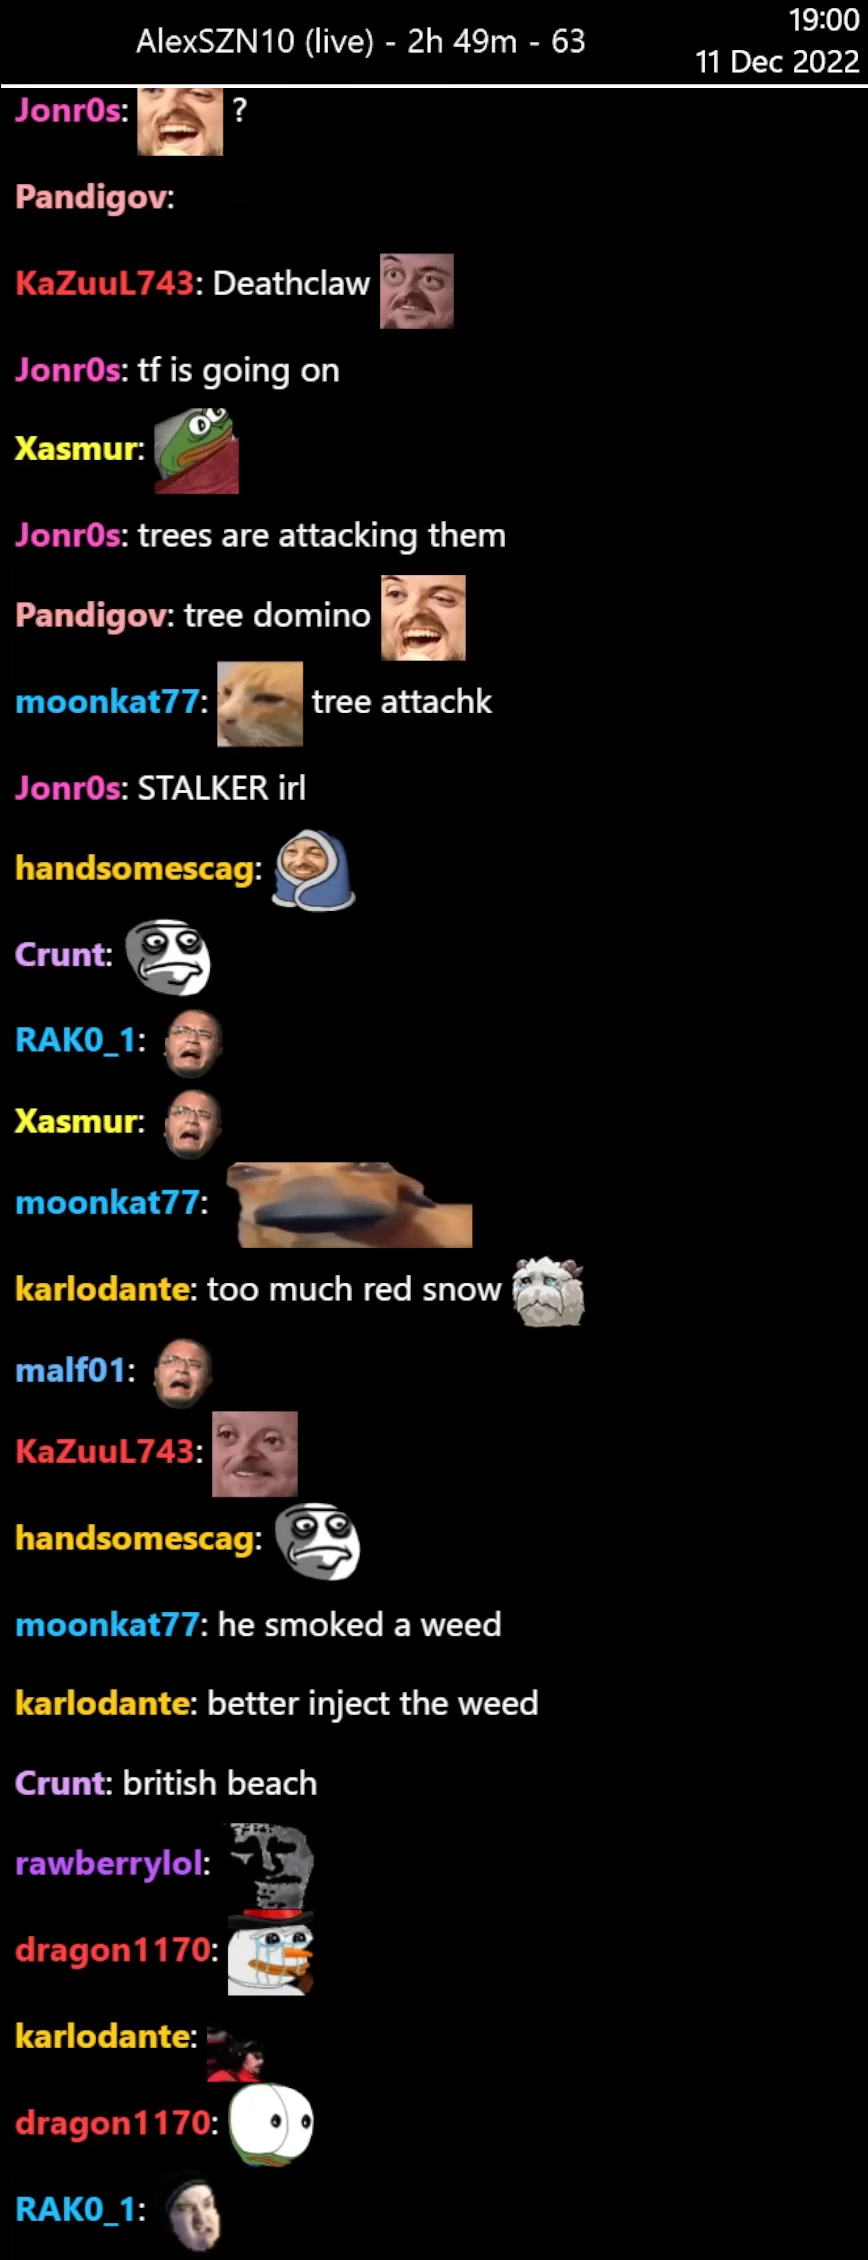 AlexSZN10 (live) - 2h 49m - 63
19:00
11 Dec 2022
Jonr0s: ?
Pandigov:
KaZuuL743: Deathclaw
Jonr0s: tf is going on
Xasmur:
Jonr0s: trees are attacking them
Pandigov: tree domino
moonkat77: tree attachk
Jonr0s: STALKER irl
handsomescag:
Crunt:
RAK0_1:
Xasmur:
moonkat77:
karlodante: too much red snow
malf01:
KaZuuL743:
handsomescag:
moonkat77: he smoked a weed
karlodante: better inject the weed
Crunt: british beach
rawberrylol:
dragon1170:
karlodante:
dragon1170:
RAK0_1: